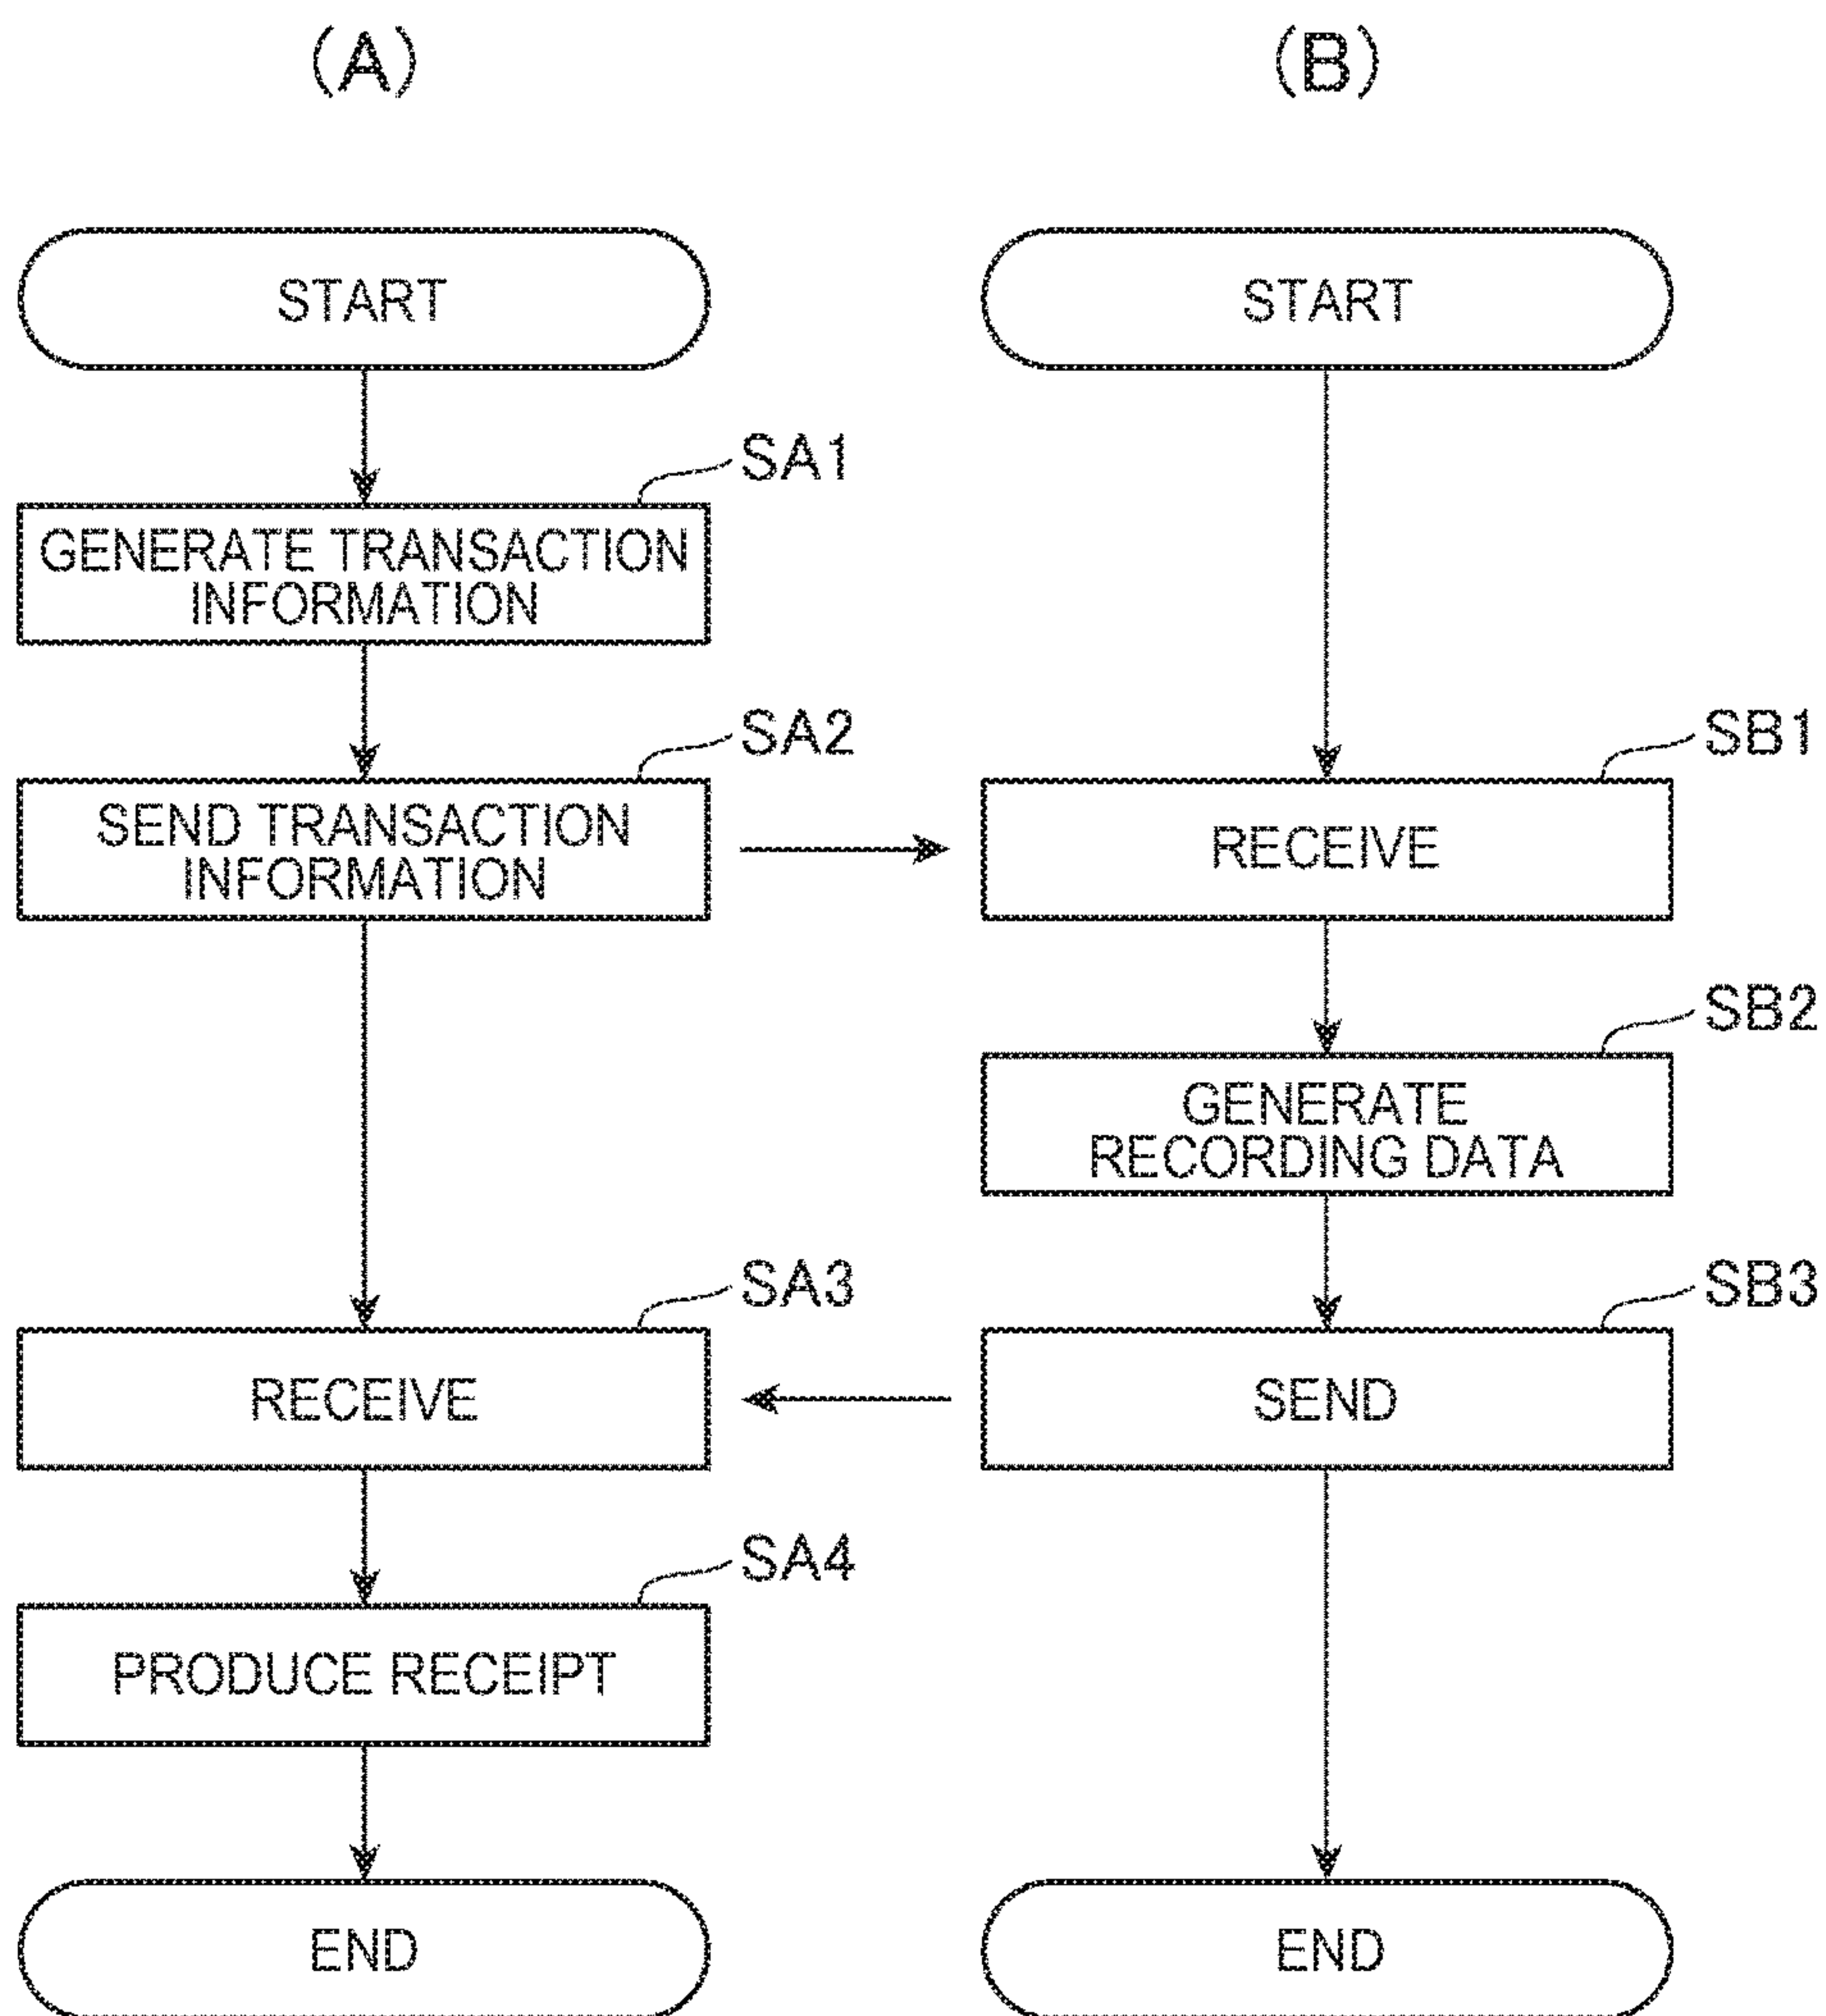 (A)
START
SA1
GENERATE TRANSACTION
INFORMATION
SA2
SEND TRANSACTION
INFORMATION
SA3
RECEIVE
SA4
PRODUCE RECEIPT
END
(B)
START
SB1
RECEIVE
SB2
GENERATE
RECORDING DATA
SB3
SEND
END